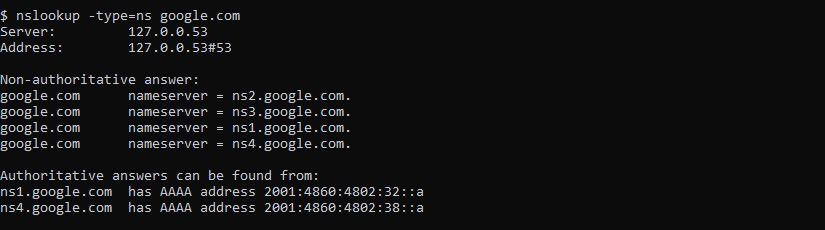 $ nslookup -type=ns google.com
Server:         127.0.0.53
Address:        127.0.0.53#53
Non-authoritative answer:
google.com      nameserver = ns2.google.com.
google.com      nameserver = ns3.google.com.
google.com      nameserver = ns1.google.com.
google.com      nameserver = ns4.google.com.
Authoritative answers can be found from:
ns1.google.com  has AAAA address 2001:4860:4802:32::a
ns4.google.com  has AAAA address 2001:4860:4802:38::a